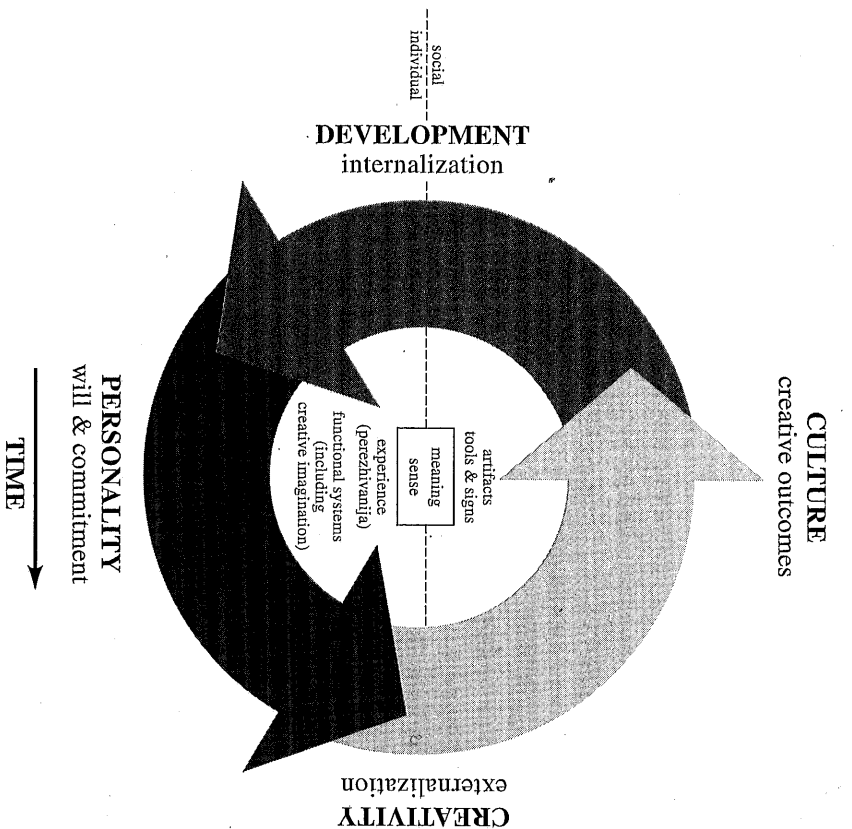 CULTURE
creative outcomes
social
individual
DEVELOPMENT
internalization
artifacts
tools & signs
meaning
sense
experience
(perezhivanija)
functional systems
(including
creative imagination)
CREATIVITY
externalization
PERSONALITY
will & commitment
TIME